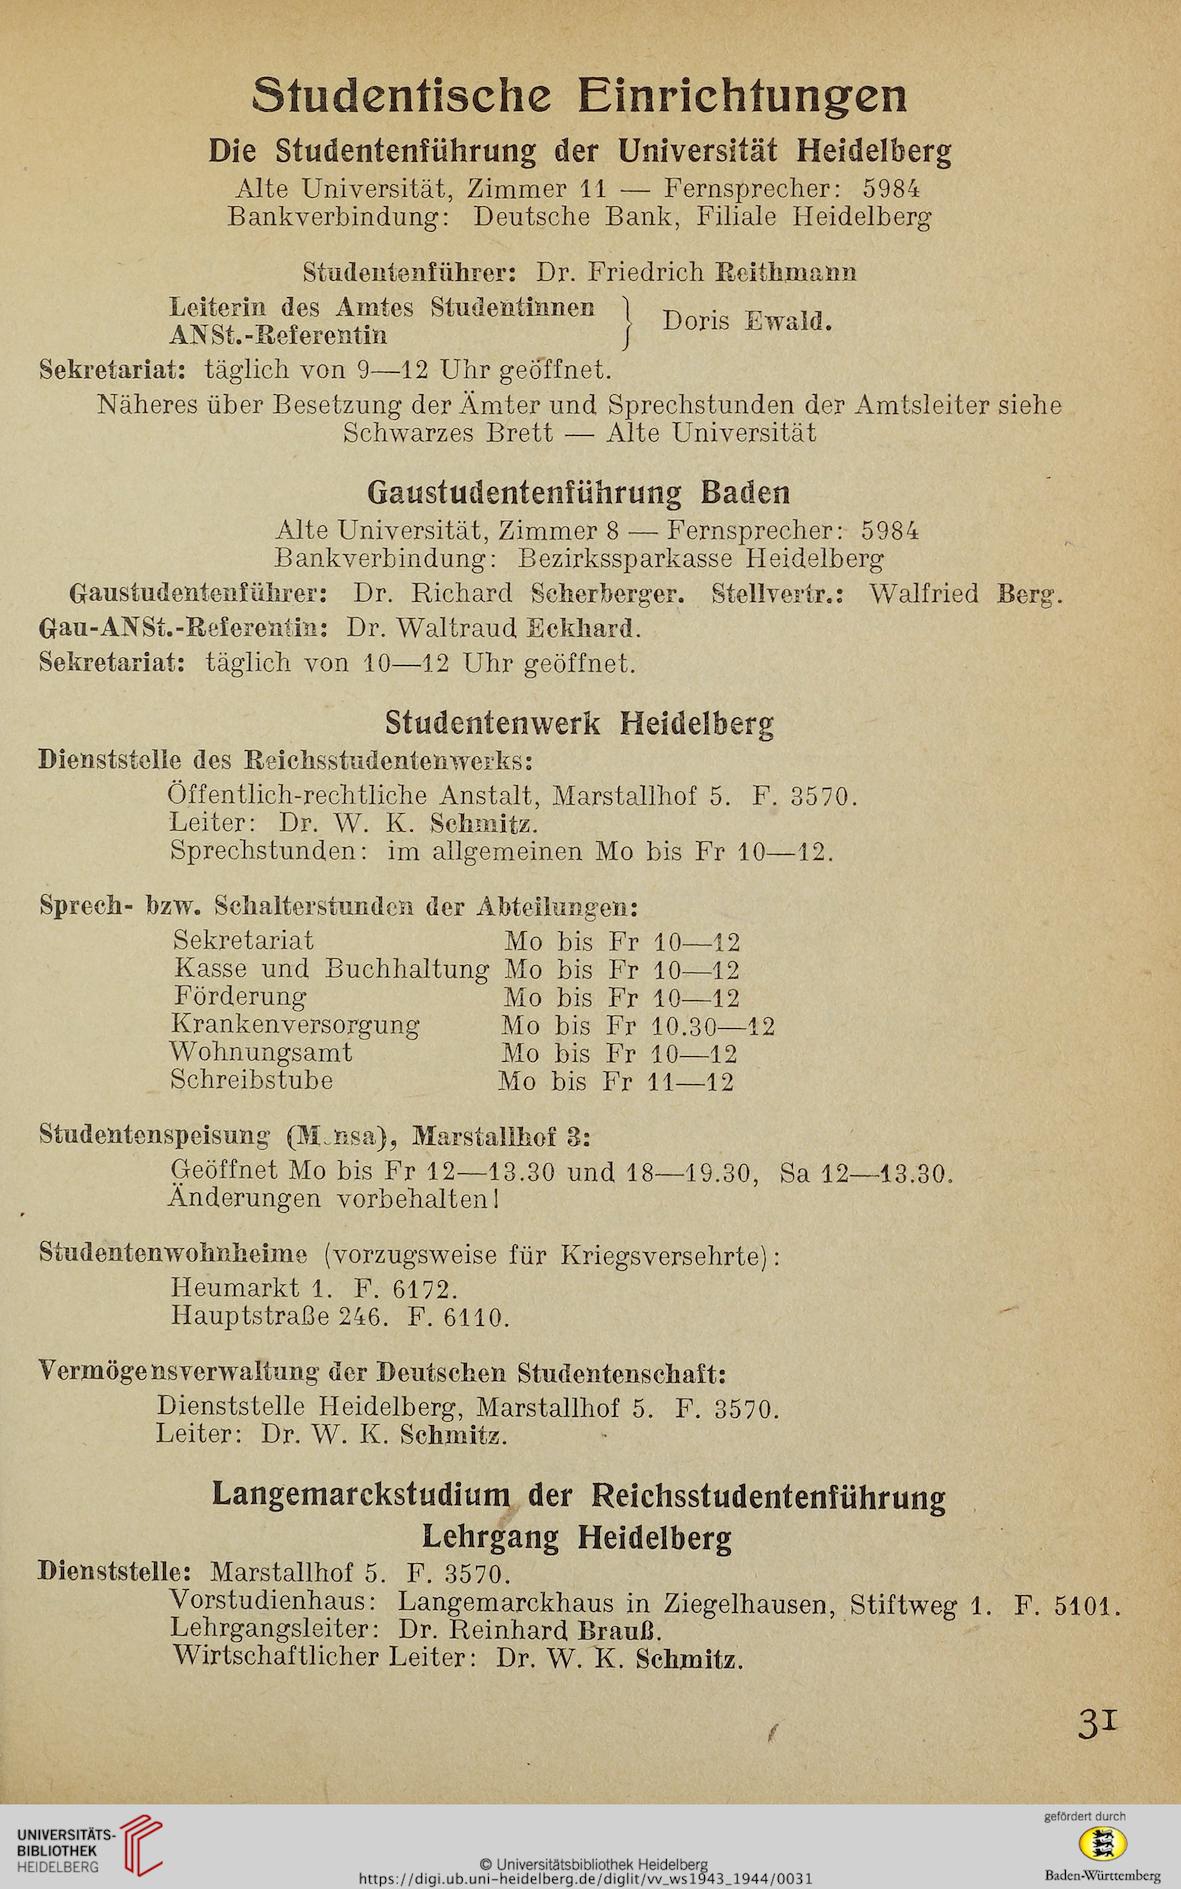 Studentische Einrichtungen
Die Studentenführung der Universität Heidelberg
Alte Universität, Zimmer 11 — Fernsprecher: 5984
Bankverbindung: Deutsche Bank, Filiale Heidelberg
Studentenführer: Dr. Friedrich Reithmann
Leiterin des Amtes Studentinnen
ANSt.-Referentin } Doris Ewald.
Sekretariat: täglich von 9—12 Uhr geöffnet.
Näheres über Besetzung der Ämter und Sprechstunden der Amtsleiter siehe
Schwarzes Brett — Alte Universität
Gaustudentenführung Baden
Alte Universität, Zimmer 8 — Fernsprecher: 5984
Bankverbindung: Bezirkssparkasse Heidelberg
Gaustudentenführer: Dr. Richard Scherberger. Stellvertr.: Walfried Berg.
Gau-ANSt.-Referentin: Dr. Waltraud Eckhard.
Sekretariat: täglich von 10—12 Uhr geöffnet.
Studentenwerk Heidelberg
Dienststelle des Reichsstudentenwerks:
Öffentlich-rechtliche Anstalt, Marstallhof 5. F. 3570.
Leiter: Dr. W. K. Schmitz.
Sprechstunden: im allgemeinen Mo bis Fr 10—12.
Sprech- bzw. Schalterstunden der Abteilungen:
Sekretariat Mo bis Fr 10—12
Kasse und Buchhaltung Mo bis Fr 10—12
Förderung Mo bis Fr 10—12
Krankenversorgung Mo bis Fr 10.30—12
Wohnungsamt Mo bis Fr 10—12
Schreibstube Mo bis Fr 11—12
Studentenspeisung (M nsa), Marstallhof 3:
Geöffnet Mo bis Fr 12—13.30 und 18—19.30, Sa 12—13.30.
Änderungen vorbehalten!
Studentenwohnheime (vorzugsweise für Kriegsversehrte):
Heumarkt 1. F. 6172.
Hauptstraße 246. F. 6110.
Vermögensverwaltung der Deutschen Studentenschaft:
Dienststelle Heidelberg, Marstallhof 5. F. 3570.
Leiter: Dr. W. K. Schmitz.
Langemarckstudium der Reichsstudentenführung
Lehrgang Heidelberg
Dienststelle: Marstallhof 5. F. 3570.
Vorstudienhaus: Langemarckhaus in Ziegelhausen, Stiftweg 1. F. 5101.
Lehrgangsleiter: Dr. Reinhard Brauß.
Wirtschaftlicher Leiter: Dr. W. K. Schmitz.
31
UNIVERSITÄTS-
BIBLIOTHEK
HEIDELBERG
© Universitätsbibliothek Heidelberg
https://digi.ub.uni-heidelberg.de/diglit/vv_ws1943_1944/0031
gefördert durch
Baden-Württemberg